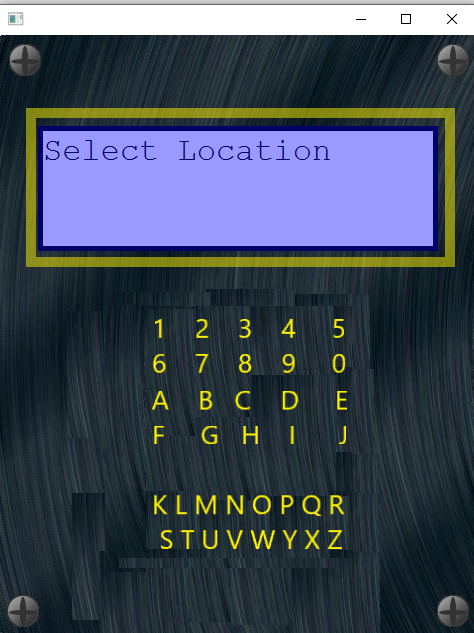 Select Location
1 2 3 4 5
6 7 8 9 0
A B C D E
F G H I J
K L M N O P Q R
S T U V W Y X Z